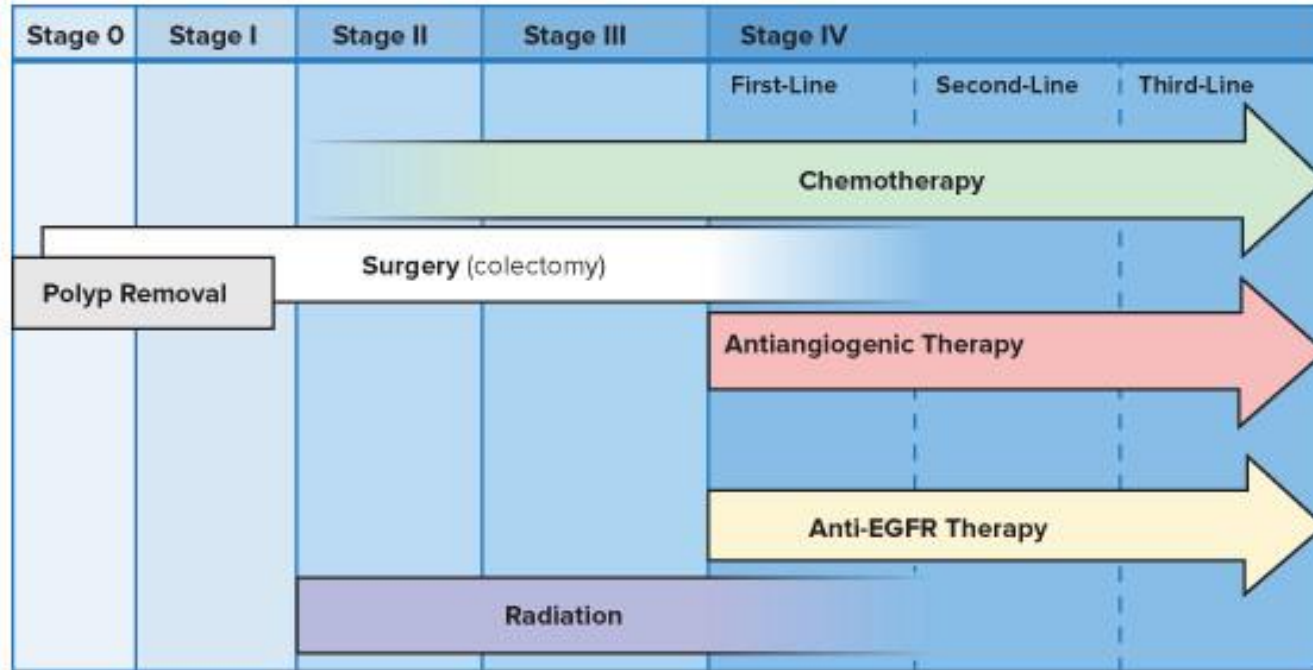 Stage 0 Stage I Stage II Stage III Stage IV
First-Line Second-Line Third-Line
Chemotherapy
Surgery (colectomy)
Polyp Removal
Antiangiogenic Therapy
Anti-EGFR Therapy
Radiation